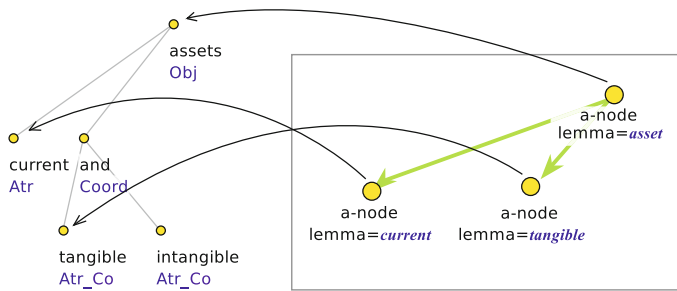 assets
Obj
current
Atr
and
Coord
tangible
Atr_Co
intangible
Atr_Co
a-node
lemma=asset
a-node
lemma=current
a-node
lemma=tangible